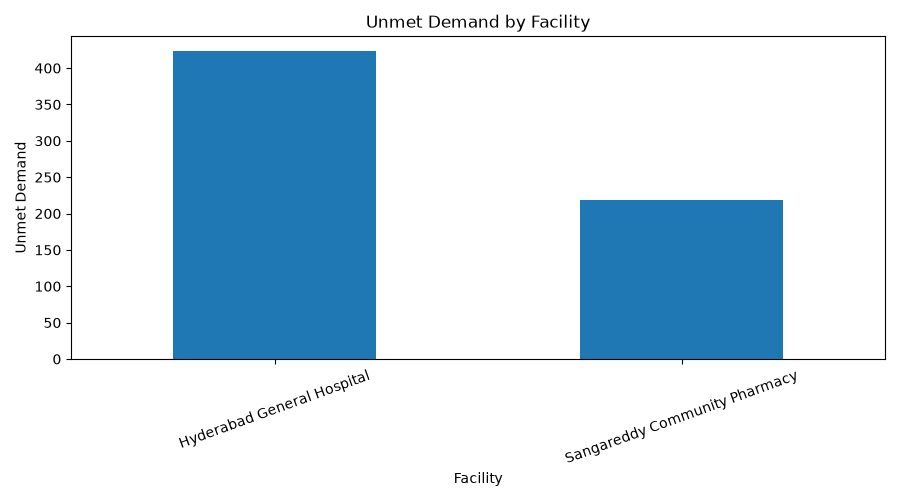 Unmet Demand by Facility
Unmet Demand
400
350
300
250
200
150
100
50
0
Hyderabad General Hospital
Sangareddy Community Pharmacy
Facility